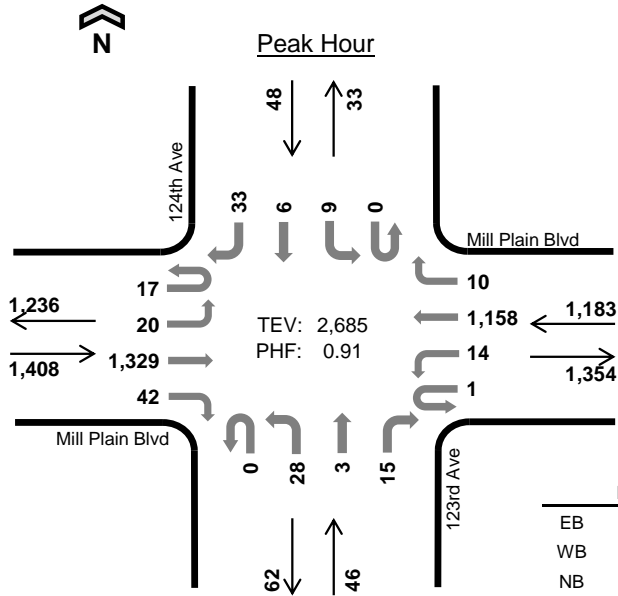 N
Peak Hour
48
33
124th Ave
33
6
9
0
Mill Plain Blvd
17
10
1,236
20
TEV: 2,685
1,158
1,183
1,408
1,329
PHF: 0.91
14
1,354
42
1
Mill Plain Blvd
0
28
3
15
123rd Ave
62
46
EB
WB
NB